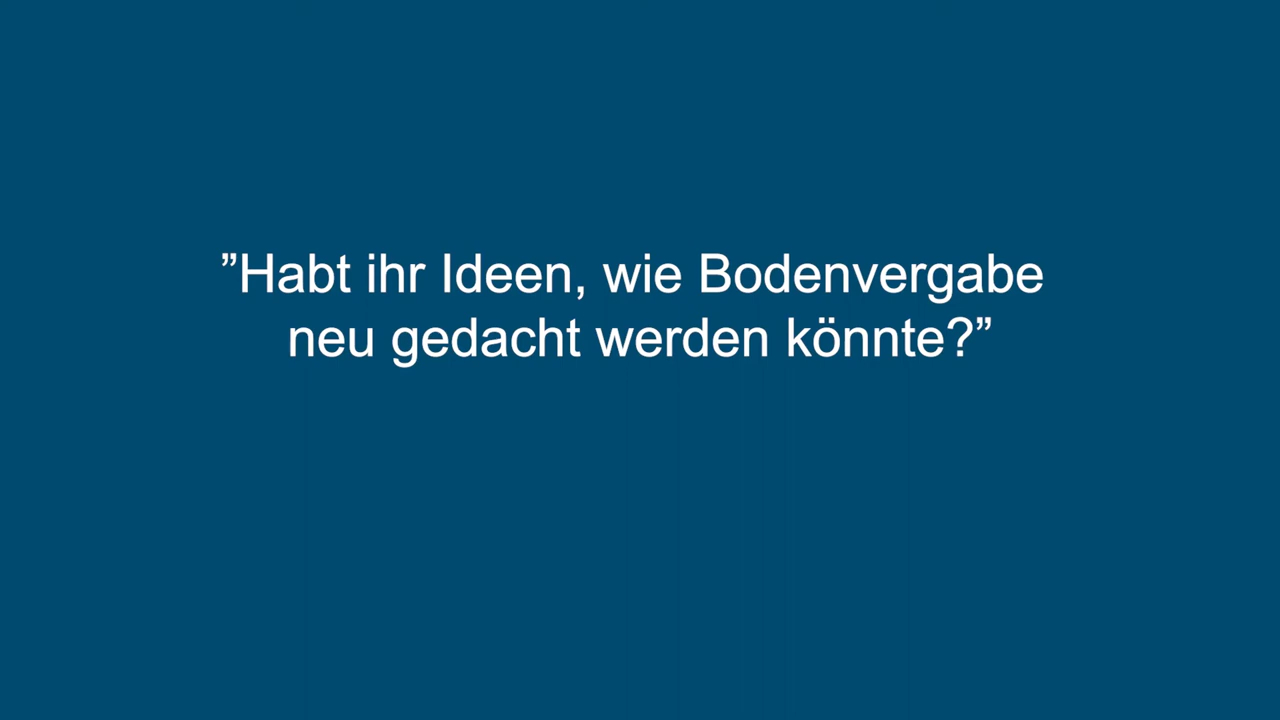 ”Habt ihr Ideen, wie Bodenvergabe
neu gedacht werden könnte?”